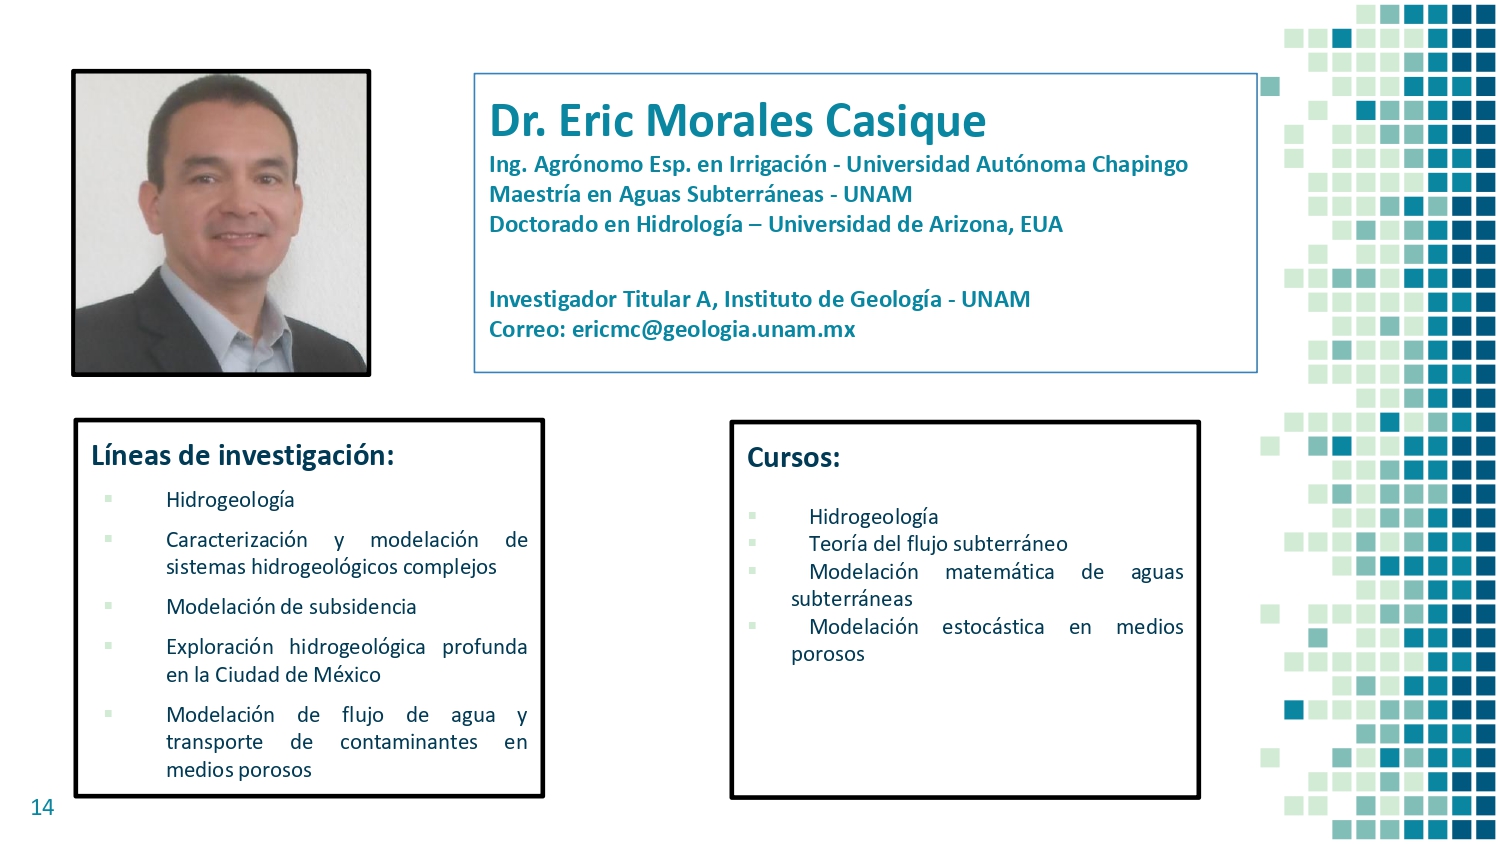 Dr. Eric Morales Casique
Ing. Agrónomo Esp. en Irrigación - Universidad Autónoma Chapingo
Maestría en Aguas Subterráneas - UNAM
Doctorado en Hidrología – Universidad de Arizona, EUA
Investigador Titular A, Instituto de Geología - UNAM
Correo: ericmc@geologia.unam.mx
Líneas de investigación:
Hidrogeología
Caracterización y modelación de
sistemas hidrogeológicos complejos
Modelación de subsidencia
Exploración hidrogeológica profunda
en la Ciudad de México
Modelación de flujo de agua y
transporte de contaminantes en
medios porosos
Cursos:
Hidrogeología
Teoría del flujo subterráneo
Modelación matemática de aguas
subterráneas
Modelación estocástica en medios
porosos
14